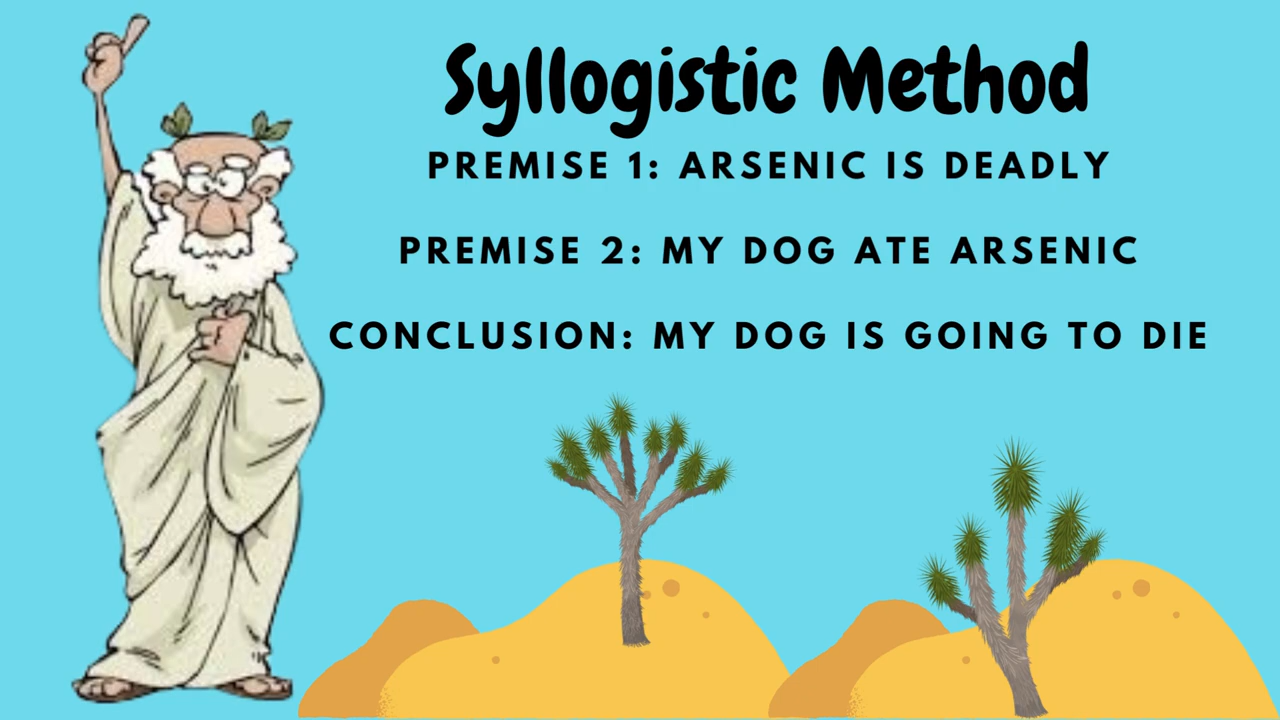 Syllogistic Method
PREMISE 1: ARSENIC IS DEADLY
PREMISE 2: MY DOG ATE ARSENIC
CONCLUSION: MY DOG IS GOING TO DIE